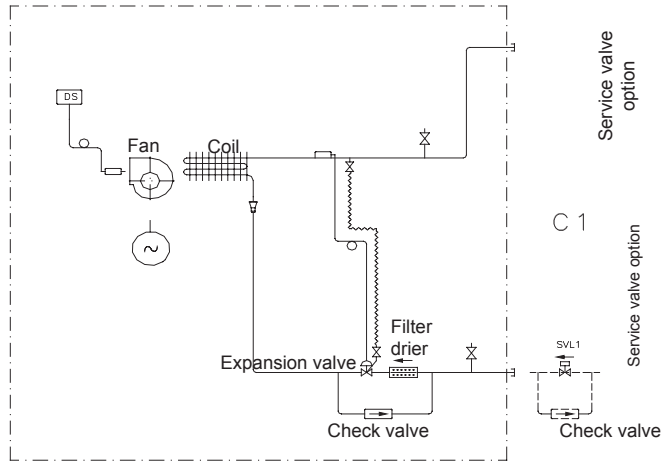 Service valve
option
DS
Fan
Coil
C 1
Service valve option
Filter
drier
SVL1
Expansion valve
Check valve
Check valve